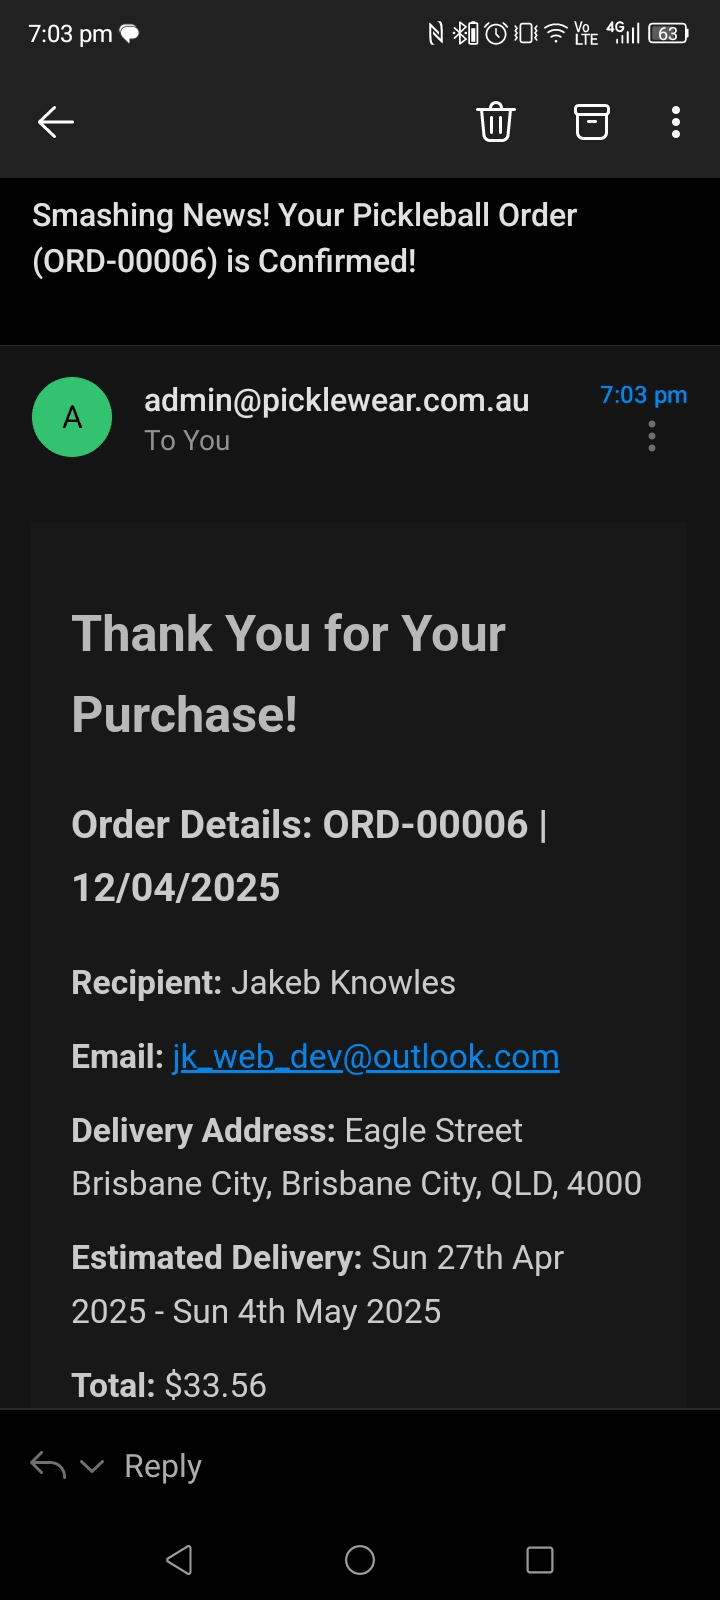 7:03 pm
Vo LTE
4G
63
Smashing News! Your Pickleball Order
(ORD-00006) is Confirmed!
A
admin@picklewear.com.au
7:03 pm
To You
Thank You for Your
Purchase!
Order Details: ORD-00006 |
12/04/2025
Recipient: Jakeb Knowles
Email: jk_web_dev@outlook.com
Delivery Address: Eagle Street
Brisbane City, Brisbane City, QLD, 4000
Estimated Delivery: Sun 27th Apr
2025 - Sun 4th May 2025
Total: $33.56
Reply